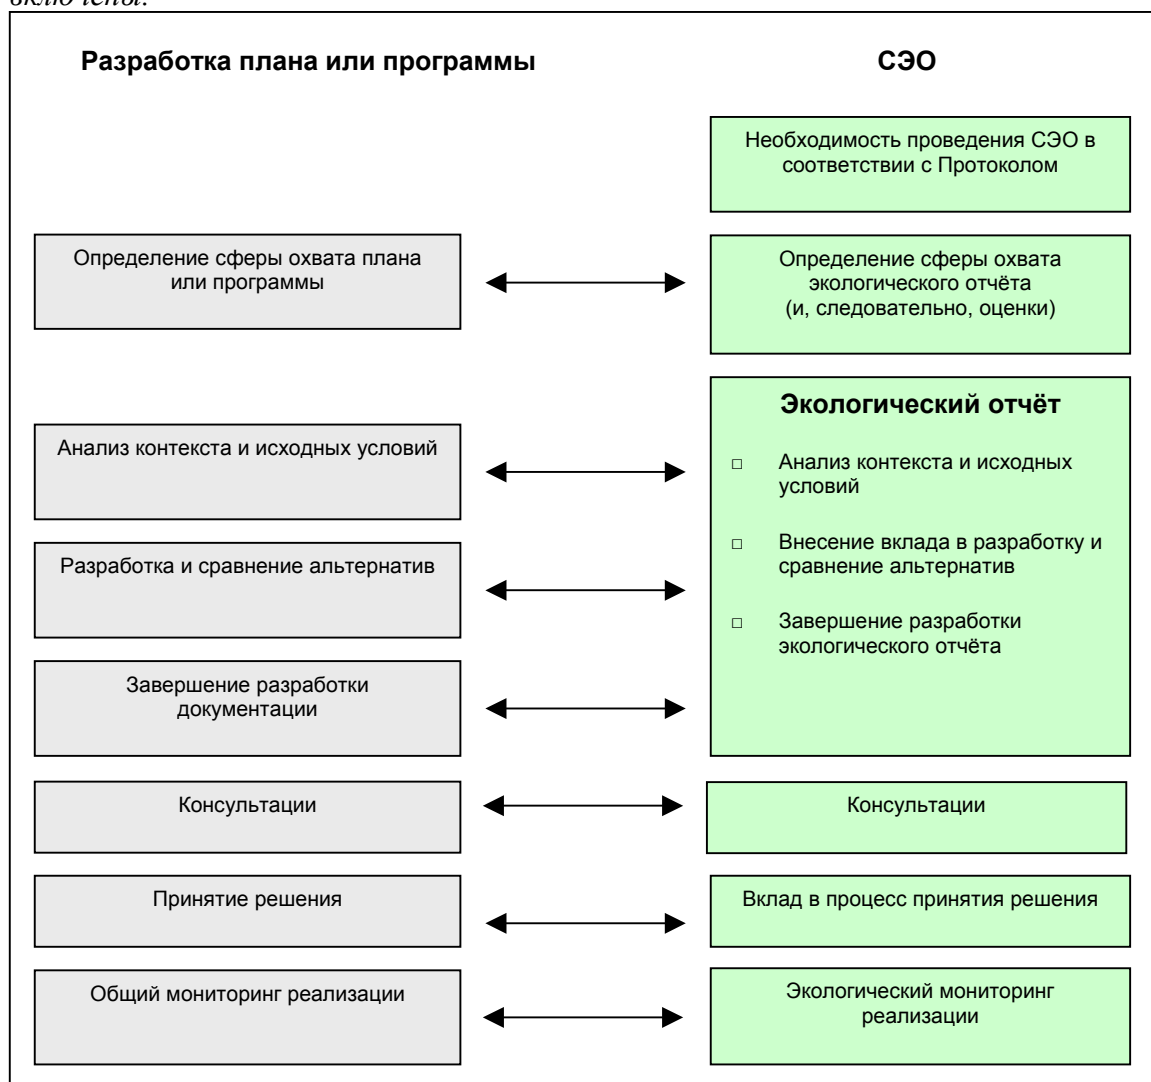 включены.
Разработка плана или программы
СЭО
Необходимость проведения СЭО в
соответствии с Протоколом
Определение сферы охвата плана
или программы
Определение сферы охвата
экологического отчёта
(и, следовательно, оценки)
Экологический отчёт
Анализ контекста и исходных условий
□ Анализ контекста и исходных
условий
Разработка и сравнение альтернатив
□ Внесение вклада в разработку и
сравнение альтернатив
□ Завершение разработки
экологического отчёта
Завершение разработки
документации
Консультации
Консультации
Принятие решения
Вклад в процесс принятия решения
Общий мониторинг реализации
Экологический мониторинг
реализации